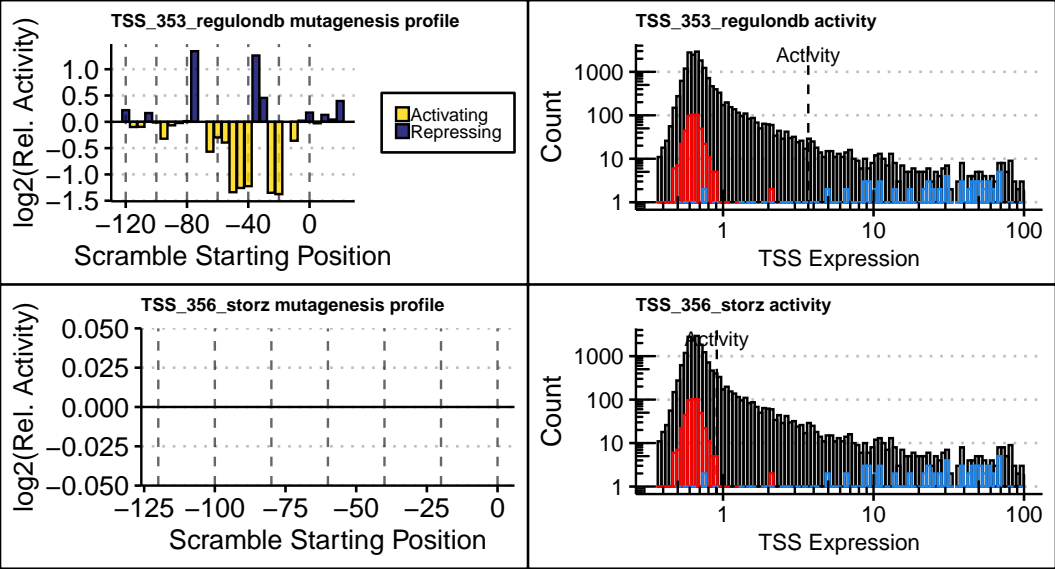 TSS_353_regulondb mutagenesis profile
log2(Rel. Activity)
1.0
0.5
0.0
−0.5
−1.0
−1.5
−120 −80 −40 0
Scramble Starting Position
Activating
Repressing
TSS_353_regulondb activity
Activity
Count
1000
100
10
1
1 10 100
TSS Expression
TSS_356_storz mutagenesis profile
log2(Rel. Activity)
0.050
0.025
0.000
−0.025
−0.050
−125 −100 −75 −50 −25 0
Scramble Starting Position
TSS_356_storz activity
Activity
Count
1000
100
10
1
1 10 100
TSS Expression